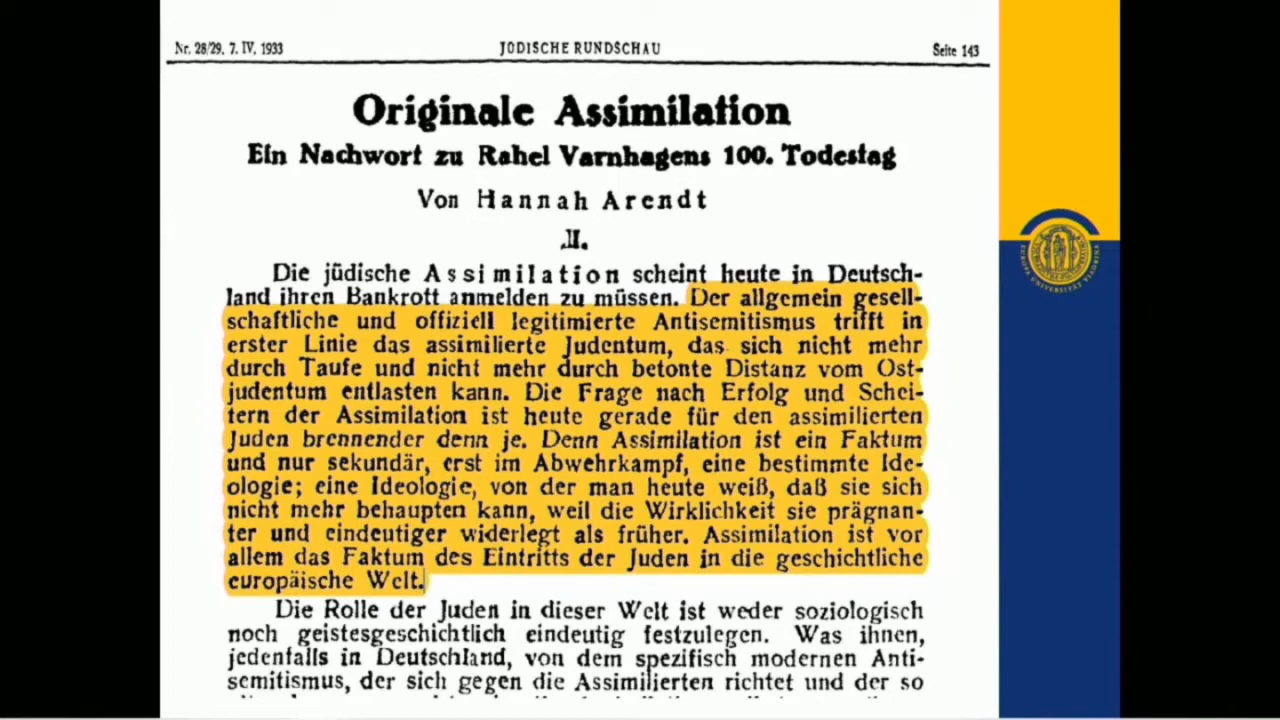 Nr. 28/29, 7. IV. 1933 JÜDISCHE RUNDSCHAU Seite 143
Originale Assimilation
Ein Nachwort zu Rahel Varnhagens 100. Todestag
Von Hannah Arendt
II.
Die jüdische Assimilation scheint heute in Deutsch-
land ihren Bankrott anmelden zu müssen. Der allgemein gesell-
schaftliche und offiziell legitimierte Antisemitismus trifft in
erster Linie das assimilierte Judentum, das sich nicht mehr
durch Taufe und nicht mehr durch betonte Distanz vom Ost-
judentum entlasten kann. Die Frage nach Erfolg und Schei-
tern der Assimilation ist heute gerade für den assimilierten
Juden brennender denn je. Denn Assimilation ist ein Faktum
und nur sekundär, erst im Abwehrkampf, eine bestimmte Ide-
ologie; eine Ideologie, von der man heute weiß, daß sie sich
nicht mehr behaupten kann, weil die Wirklichkeit sie prägnan-
ter und eindeutiger widerlegt als früher. Assimilation ist vor
allem das Faktum des Eintritts der Juden in die geschichtliche
europäische Welt.
Die Rolle der Juden in dieser Welt ist weder soziologisch
noch geistesgeschichtlich eindeutig festzulegen. Was ihnen,
jedenfalls in Deutschland, von dem spezifisch modernen Anti-
semitismus, der sich gegen die Assimilierten richtet und der so